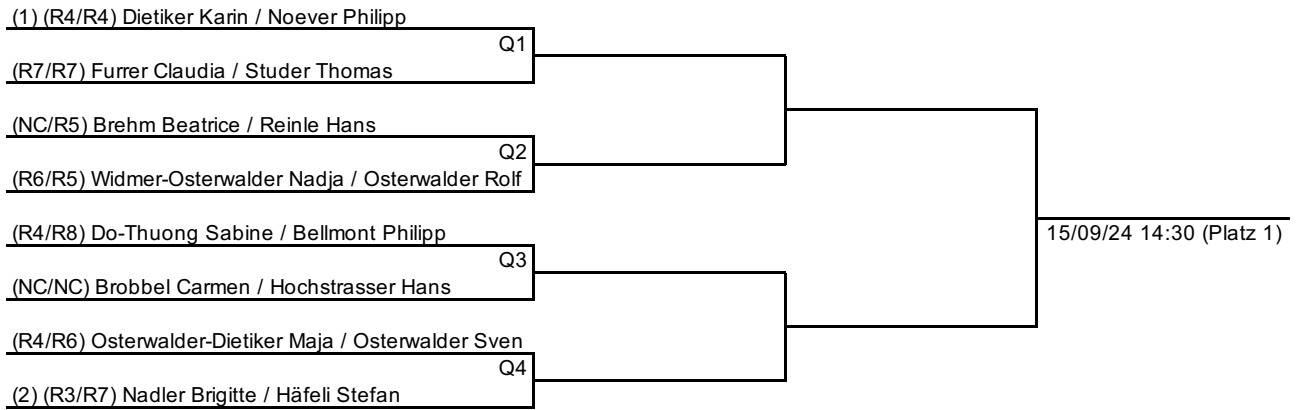 (1) (R4/R4) Dietiker Karin / Noever Philipp
Q1
(R7/R7) Furrer Claudia / Studer Thomas
(NC/R5) Brehm Beatrice / Reinle Hans
Q2
(R6/R5) Widmer-Osterwalder Nadja / Osterwalder Rolf
(R4/R8) Do-Thuong Sabine / Bellmont Philipp
15/09/24 14:30 (Platz 1)
Q3
(NC/NC) Brobbel Carmen / Hochstrasser Hans
(R4/R6) Osterwalder-Dietiker Maja / Osterwalder Sven
Q4
(2) (R3/R7) Nadler Brigitte / Häfeli Stefan